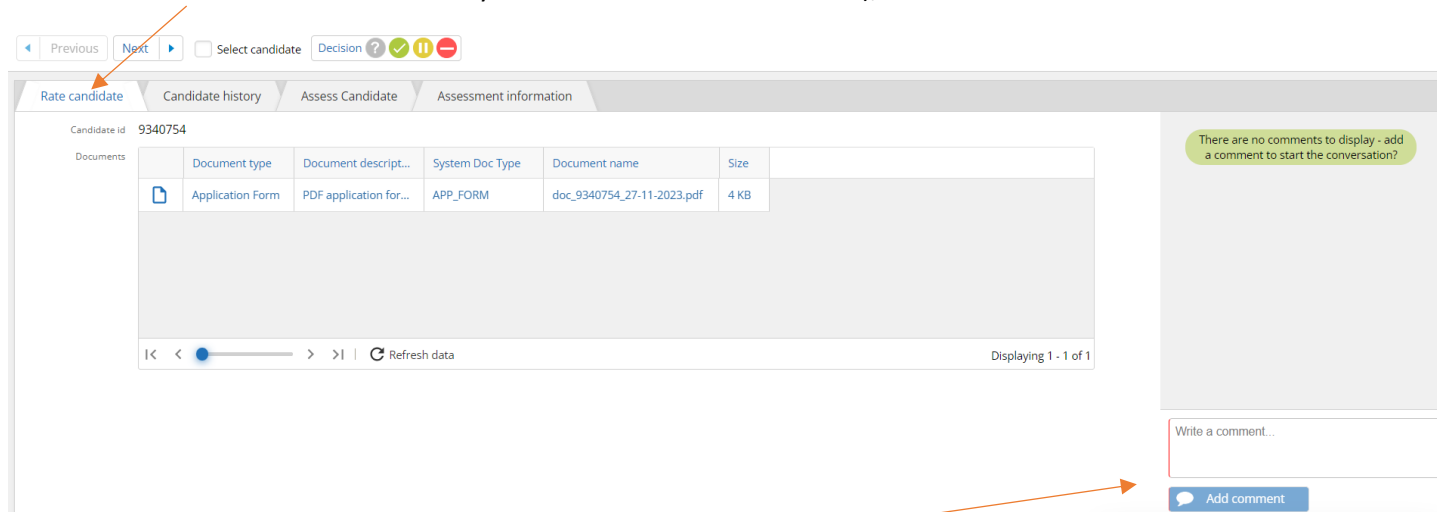 Previous Next Select candidate Decision ?
Rate candidate Candidate history Assess Candidate Assessment information
Candidate id 9340754
There are no comments to display - add
a comment to start the conversation?
Documents
Document type Document descript... System Doc Type Document name Size
Application Form PDF application for... APP_FORM doc_9340754_27-11-2023.pdf 4 KB
Refresh data Displaying 1 - 1 of 1
Write a comment...
Add comment